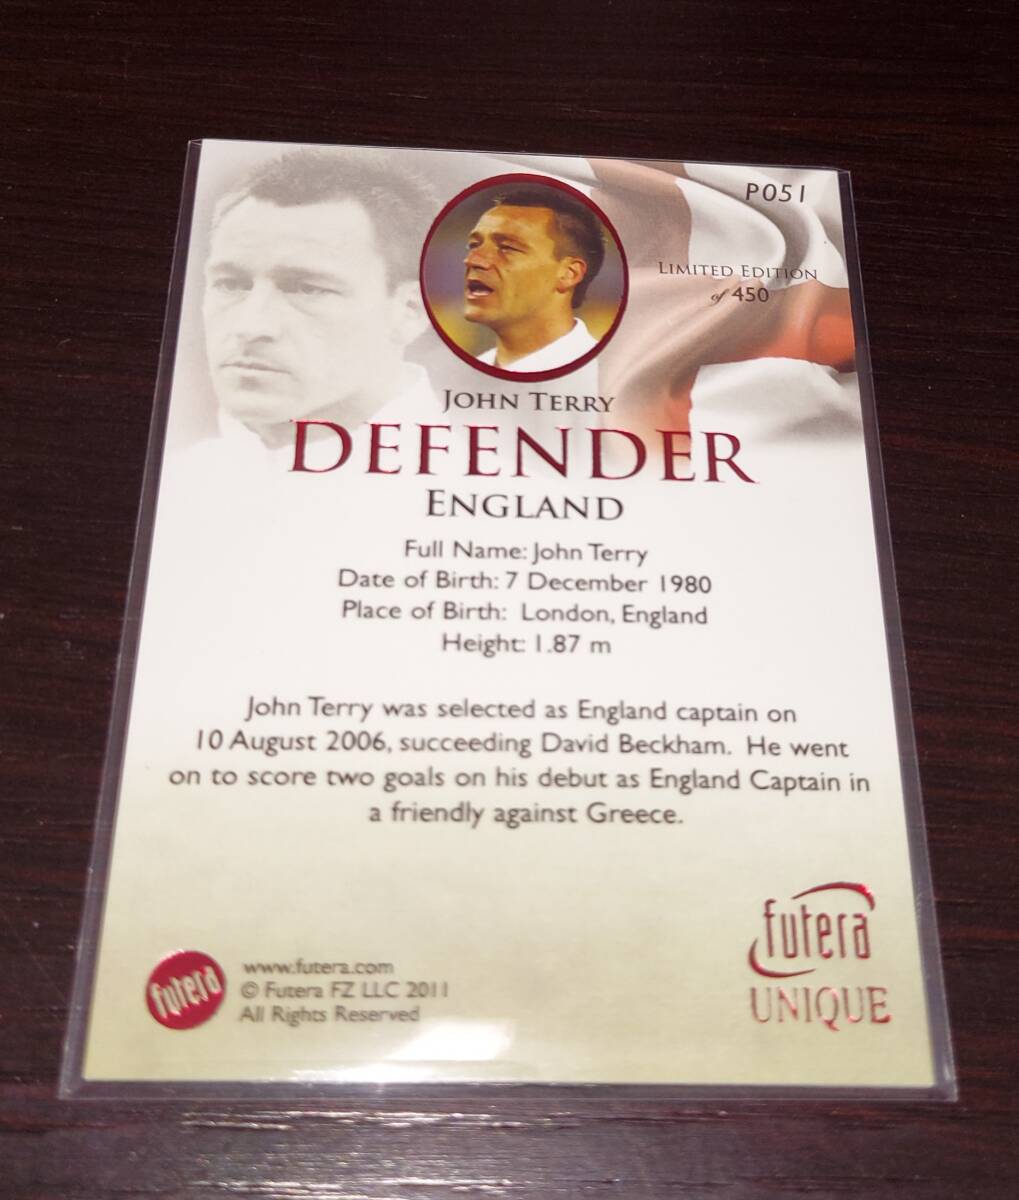 P051
LIMITED EDITION
of 450
JOHN TERRY
DEFENDER
ENGLAND
Full Name: John Terry
Date of Birth: 7 December 1980
Place of Birth: London, England
Height: 1.87 m
John Terry was selected as England captain on
10 August 2006, succeeding David Beckham. He went
on to score two goals on his debut as England Captain in
a friendly against Greece.
futera
UNIQUE
futera
www.futera.com
© Futera FZ LLC 2011
All Rights Reserved